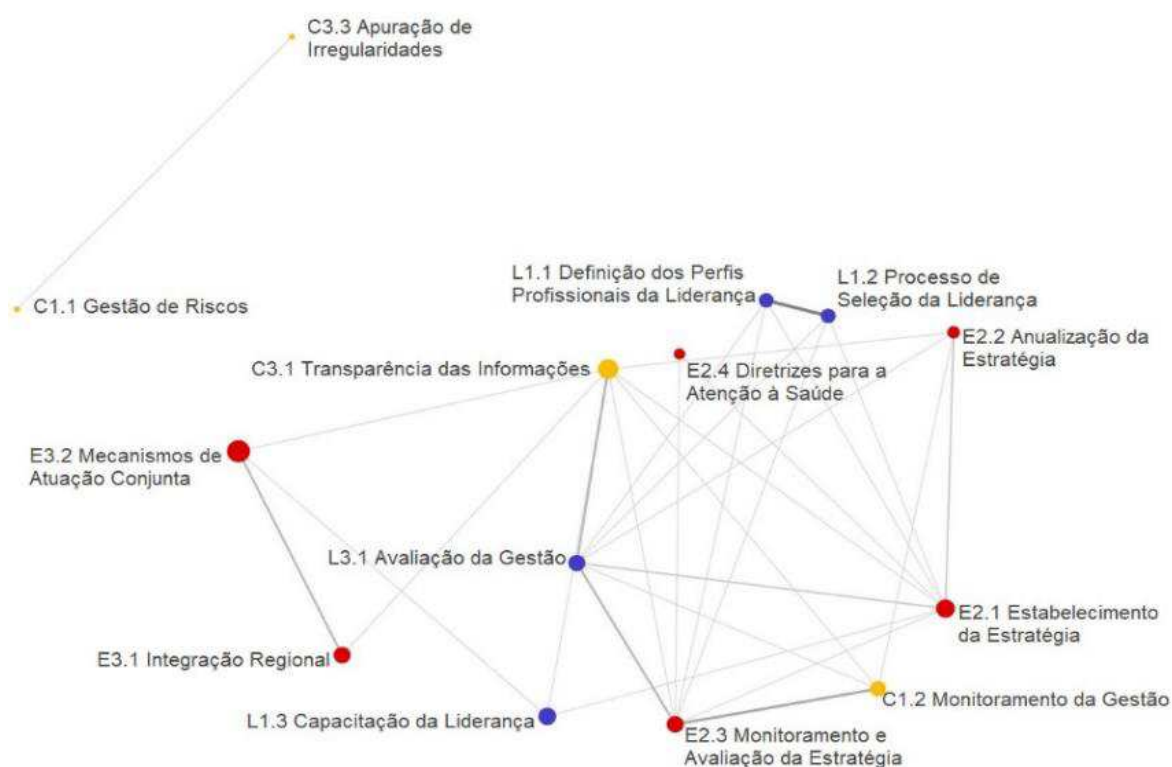 C3.3 Apuração de
Irregularidades
C1.1 Gestão de Riscos
L1.1 Definição dos Perfis
Profissionais da Liderança
L1.2 Processo de
Seleção da Liderança
E2.2 Anualização da
Estratégia
C3.1 Transparência das Informações
E2.4 Diretrizes para a
Atenção à Saúde
E3.2 Mecanismos de
Atuação Conjunta
L3.1 Avaliação da Gestão
E2.1 Estabelecimento
da Estratégia
E3.1 Integração Regional
C1.2 Monitoramento da Gestão
L1.3 Capacitação da Liderança
E2.3 Monitoramento e
Avaliação da Estratégia